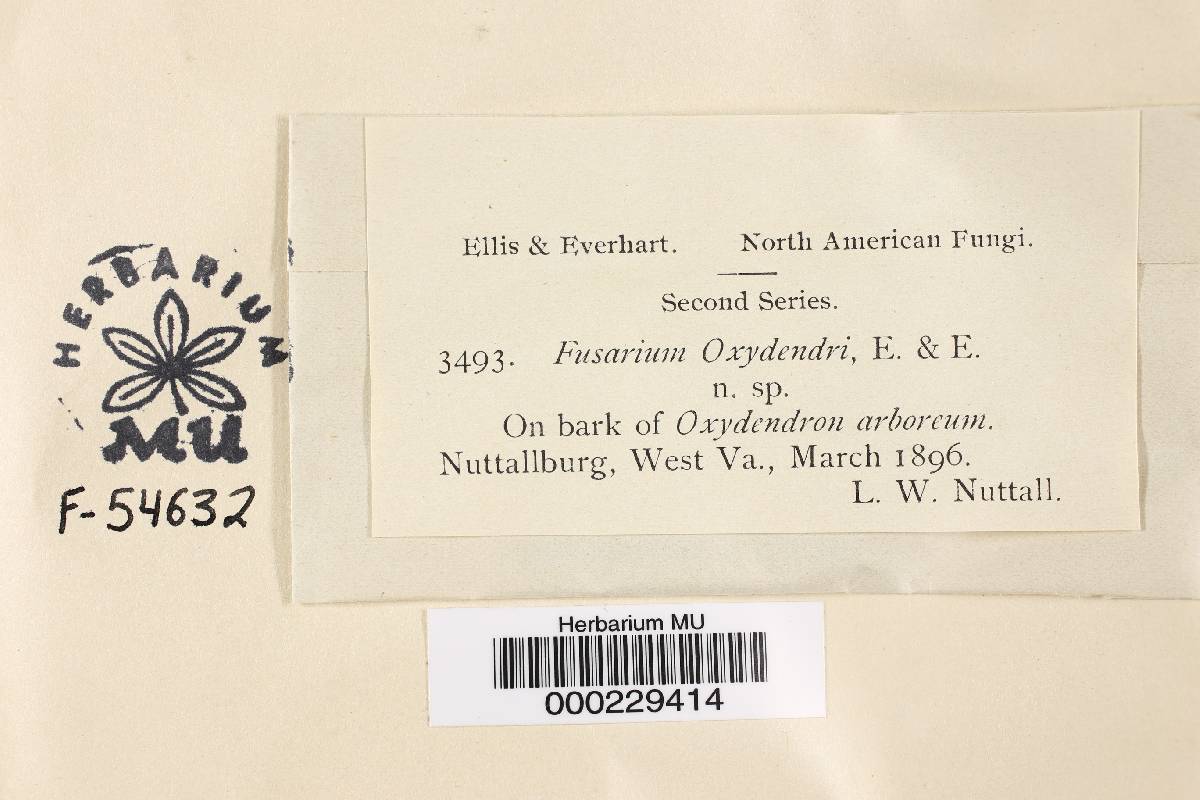 Ellis & Everhart. North American Fungi.
Second Series.
3493. Fusarium Oxydendri, E. & E.
n. sp.
On bark of Oxydendron arboreum.
Nuttallburg, West Va., March 1896.
L. W. Nuttall.
HERBARIUM
MU
F-54632
Herbarium MU
000229414